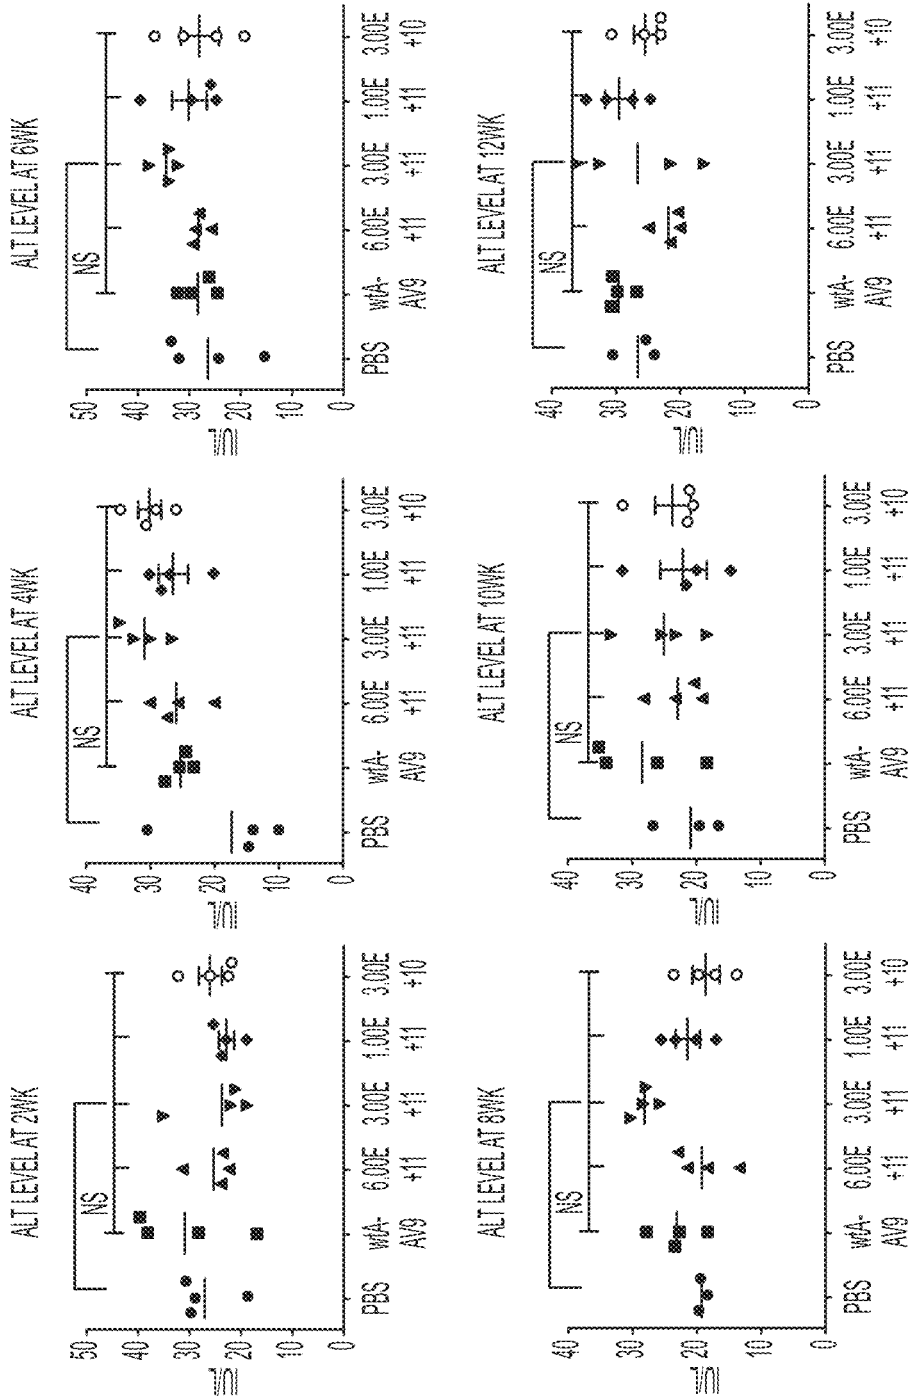 ALT LEVEL AT 2WK
IU/L
50
40
30
20
10
0
NS
PBS
wtA-
AV9
6.00E
+11
3.00E
+11
1.00E
+11
3.00E
+10
ALT LEVEL AT 4WK
IU/L
40
30
20
10
0
NS
PBS
wtA-
AV9
6.00E
+11
3.00E
+11
1.00E
+11
3.00E
+10
ALT LEVEL AT 6WK
IU/L
50
40
30
20
10
0
NS
PBS
wtA-
AV9
6.00E
+11
3.00E
+11
1.00E
+11
3.00E
+10
ALT LEVEL AT 8WK
IU/L
40
30
20
10
0
NS
PBS
wtA-
AV9
6.00E
+11
3.00E
+11
1.00E
+11
3.00E
+10
ALT LEVEL AT 10WK
IU/L
40
30
20
10
0
NS
PBS
wtA-
AV9
6.00E
+11
3.00E
+11
1.00E
+11
3.00E
+10
ALT LEVEL AT 12WK
IU/L
40
30
20
10
0
NS
PBS
wtA-
AV9
6.00E
+11
3.00E
+11
1.00E
+11
3.00E
+10